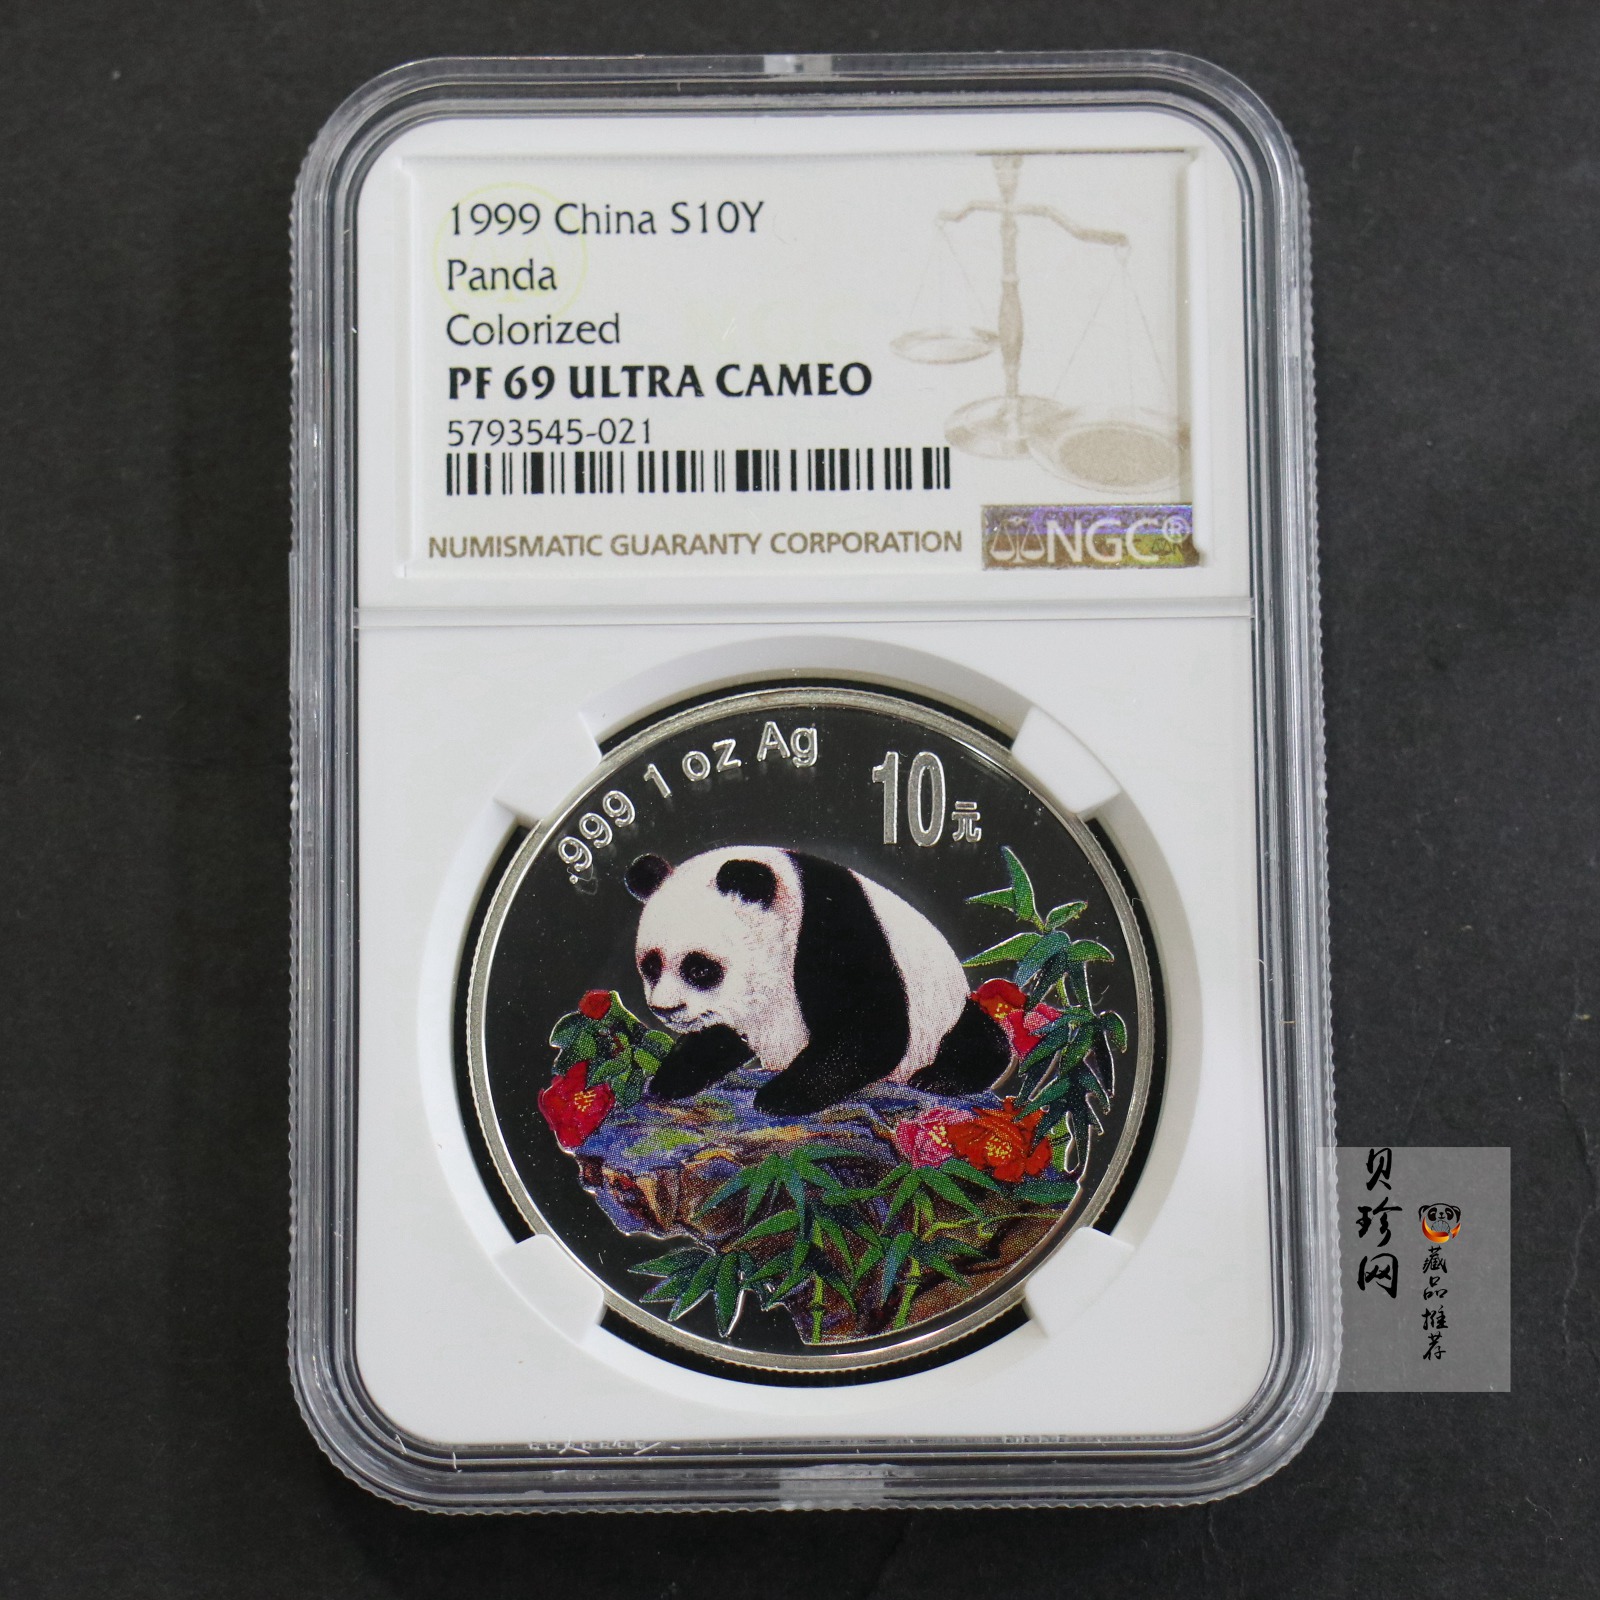 1999 China S10Y
Panda
Colorized
PF 69 ULTRA CAMEO
5793545-021
NUMISMATIC GUARANTY CORPORATION
NGC®
.999 1 oz Ag
10元
贝珍网
藏品推荐